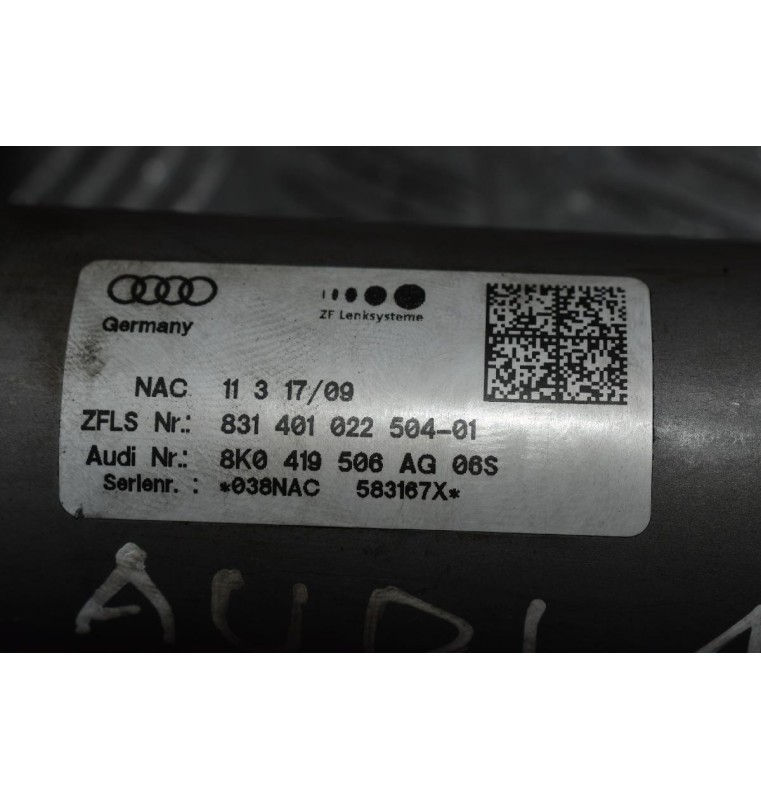 Germany
ZF Lenksysteme
NAC 11 3 17/09
ZFLS Nr.: 831 401 022 504-01
Audi Nr.: 8K0 419 506 AG 06S
Serienr. : *038NAC 583167X*
AUDI